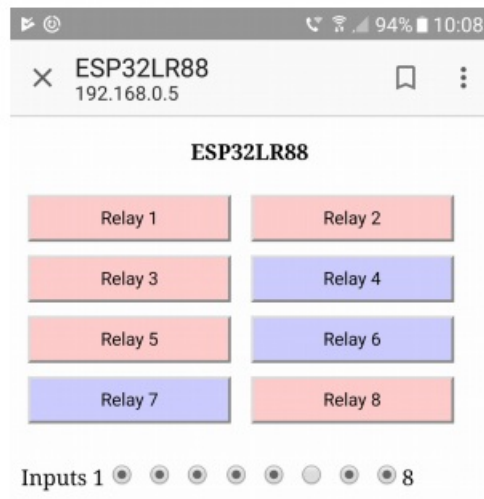 94% 10:08
ESP32LR88
192.168.0.5
ESP32LR88
Relay 1 Relay 2
Relay 3 Relay 4
Relay 5 Relay 6
Relay 7 Relay 8
Inputs 1 8